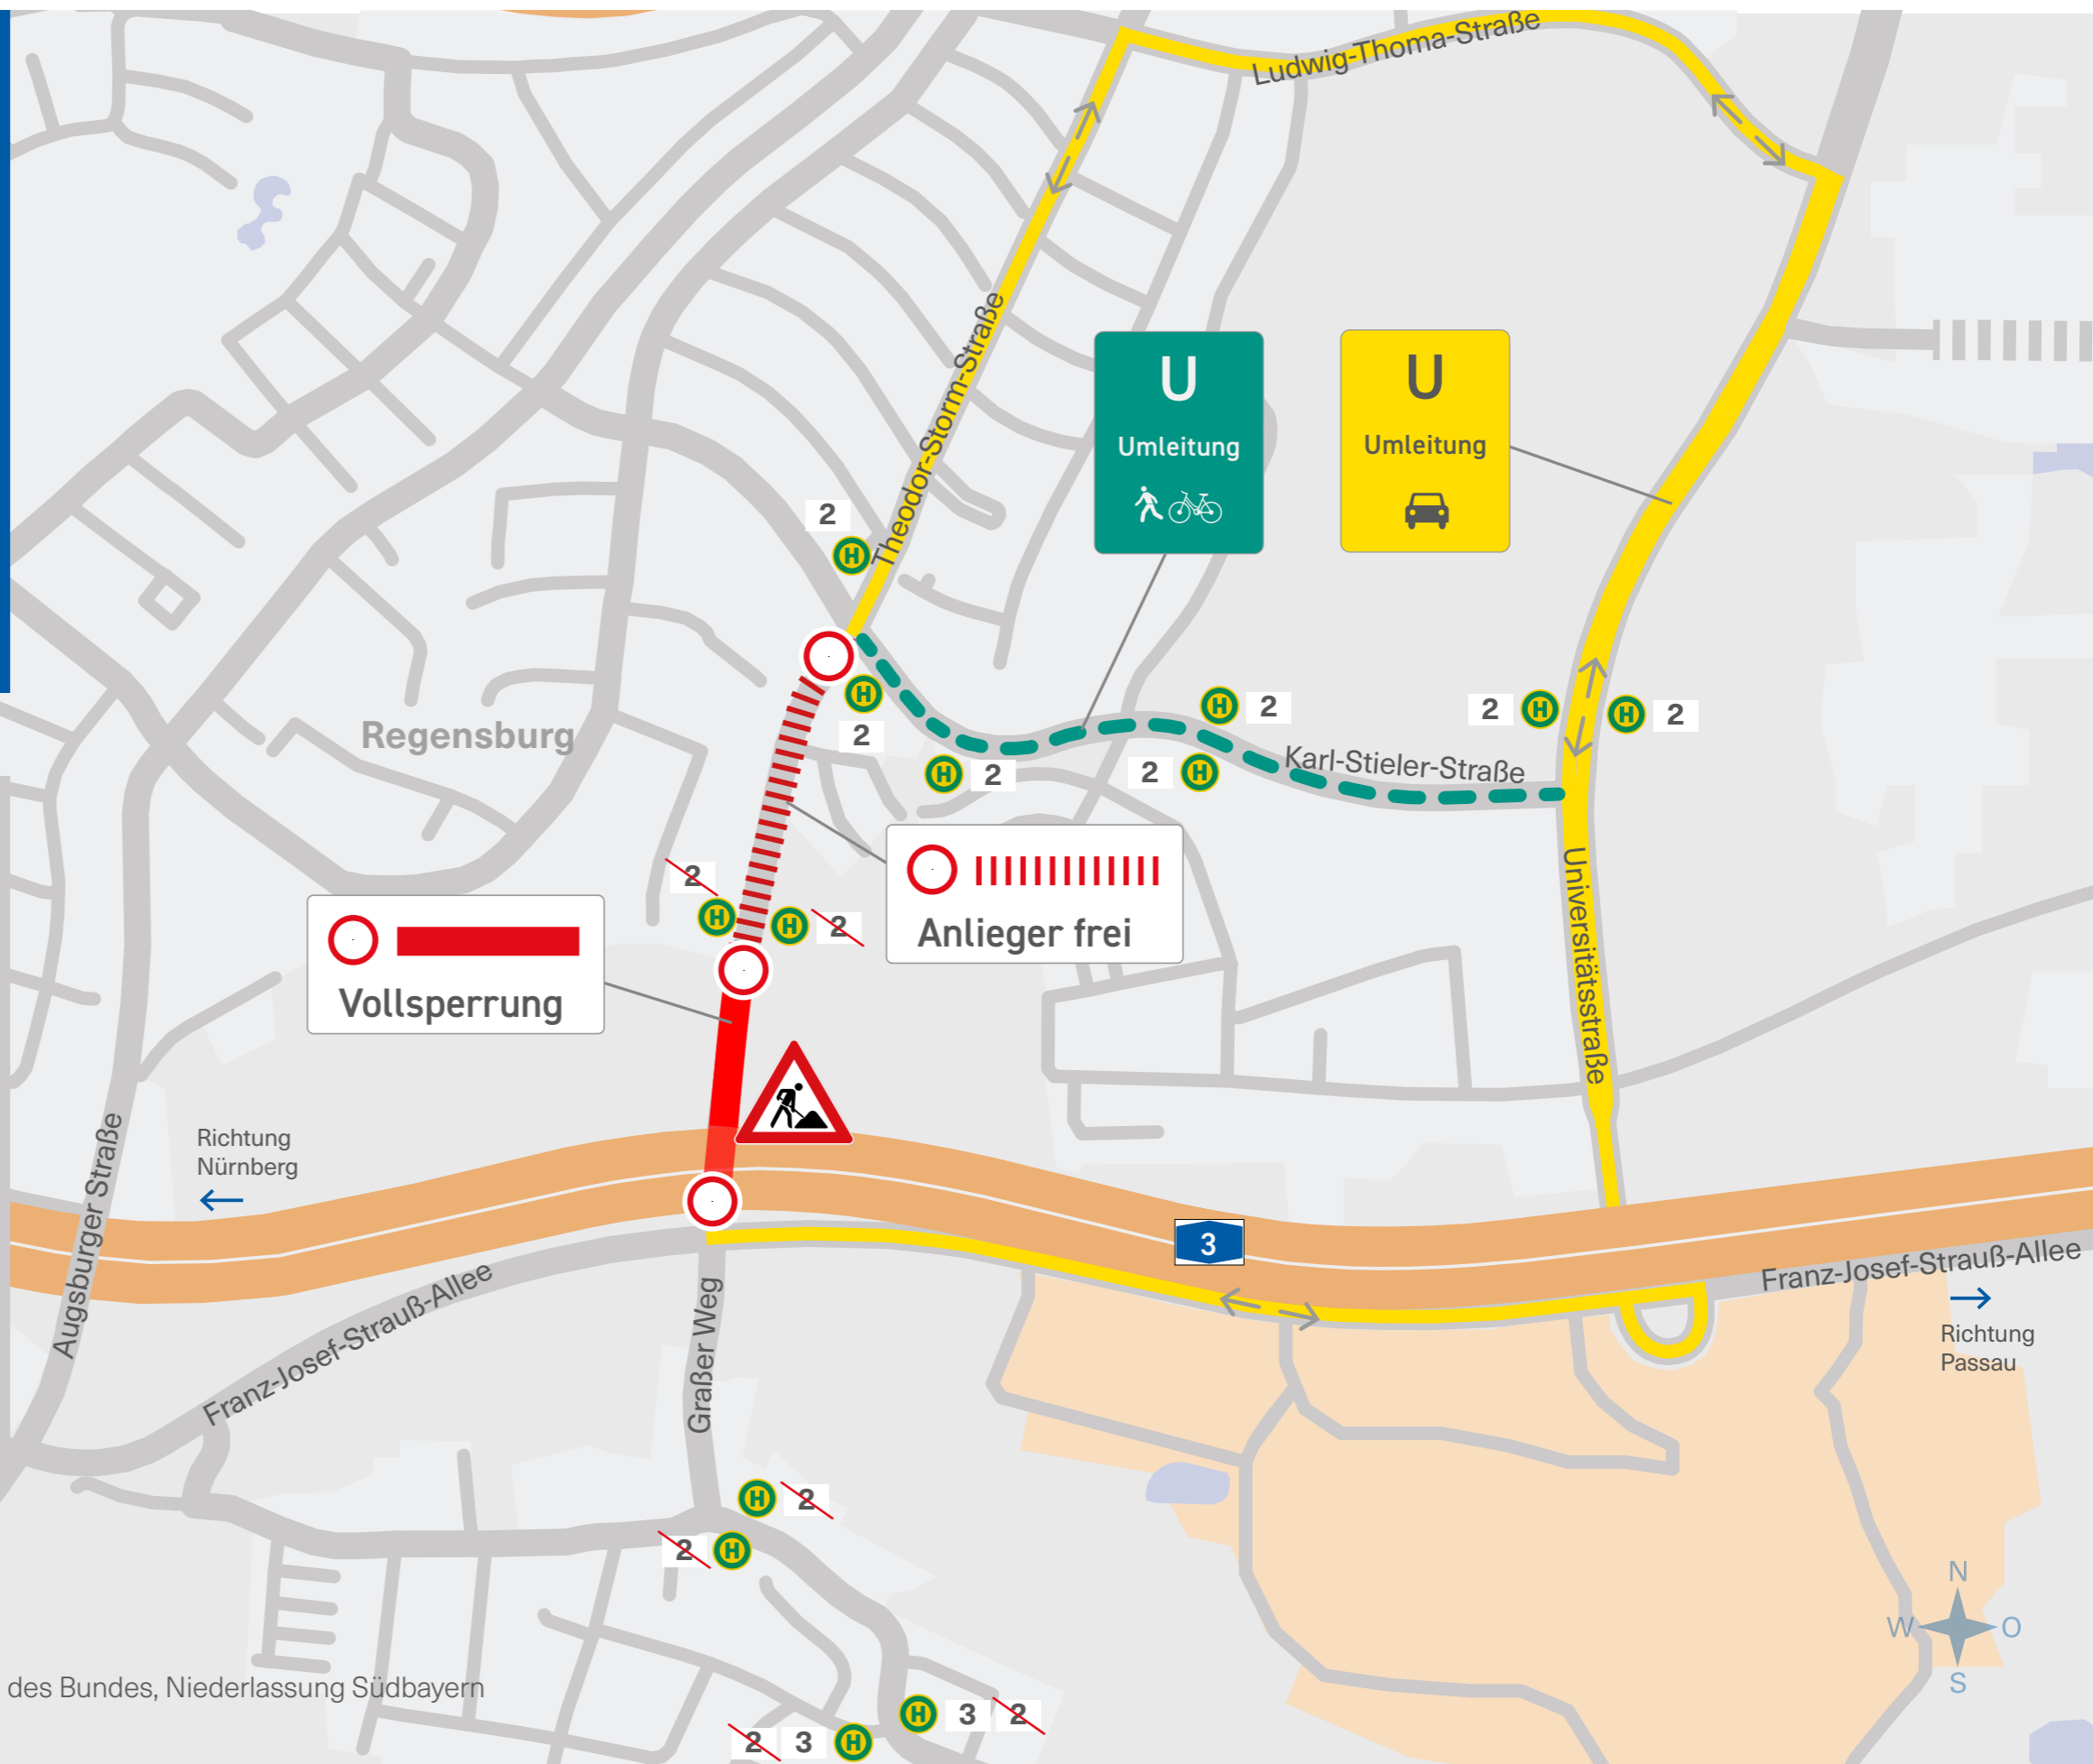 Ludwig-Thoma-Straße
Theodor-Storm-Straße
U
Umleitung
U
Umleitung
2
H
H
2
H
2
H
2
2
H
2
H
H
2
Karl-Stieler-Straße
Regensburg
Universitätsstraße
Anlieger frei
2
H
H
2
Vollsperrung
Richtung
Nürnberg
Augsburger Straße
3
Franz-Josef-Strauß-Allee
Richtung
Passau
Franz-Josef-Strauß-Allee
Graßer Weg
H
2
2
H
N
W
O
S
des Bundes, Niederlassung Südbayern
H
3
2
2
3
H